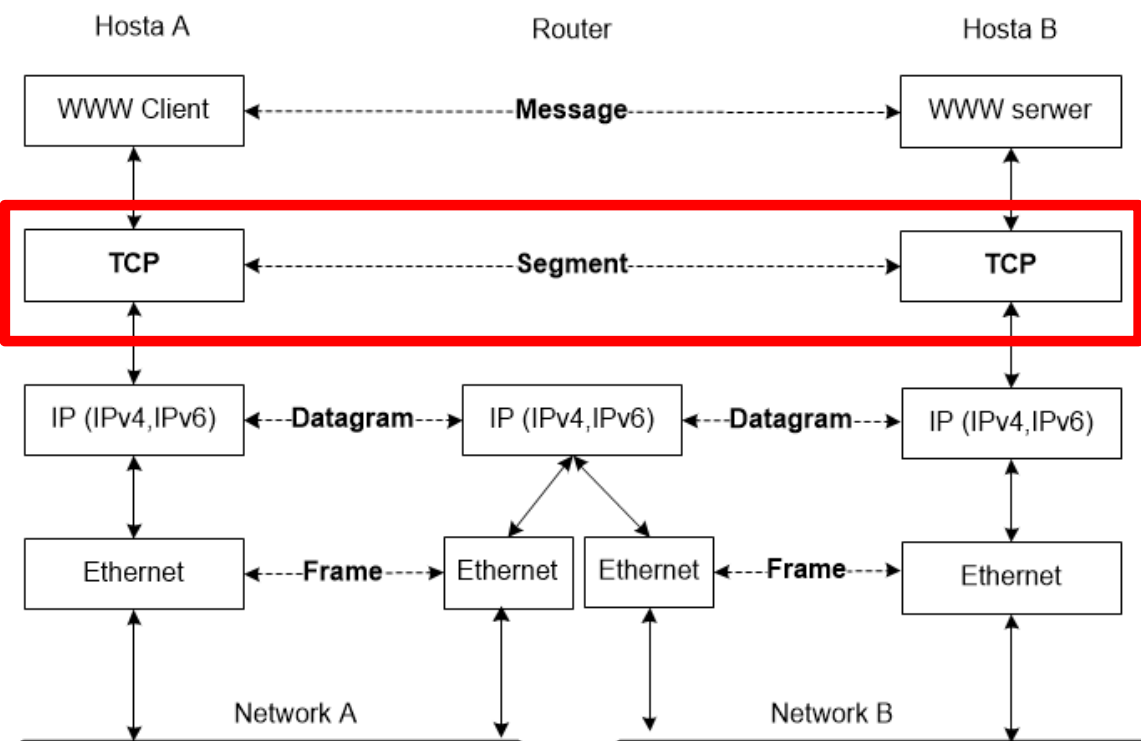 Hosta A Router Hosta B
WWW Client Message WWW serwer
TCP Segment TCP
IP (IPv4,IPv6) Datagram IP (IPv4,IPv6) Datagram IP (IPv4,IPv6)
Ethernet Frame Ethernet Ethernet Frame Ethernet
Network A Network B